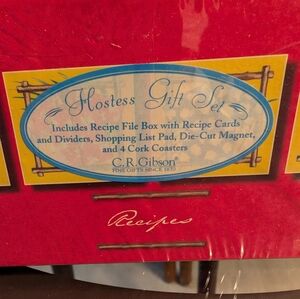 Hostess Gift Set
Includes Recipe File Box with Recipe Cards
and Dividers, Shopping List Pad, Die-Cut Magnet,
and 4 Cork Coasters
C.R. Gibson®
FINE GIFTS SINCE 1870
Recipes